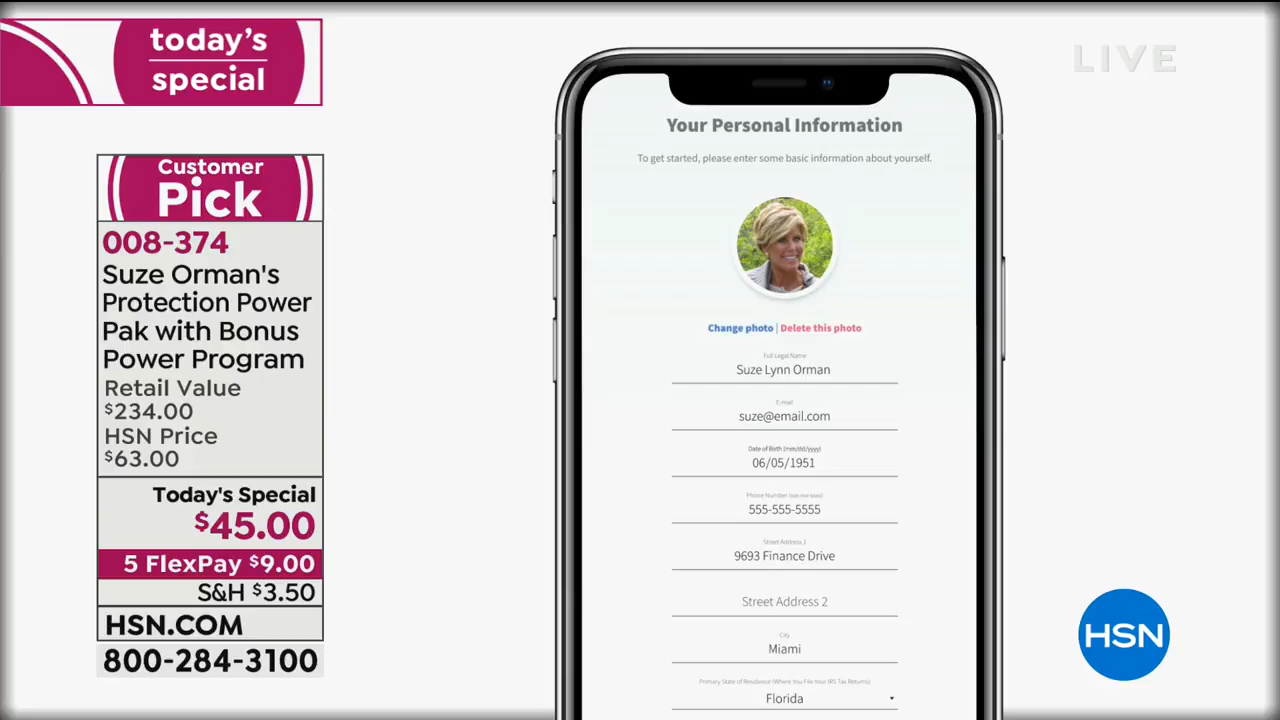 today's
special
LIVE
Customer
Pick
008-374
Suze Orman's
Protection Power
Pak with Bonus
Power Program
Retail Value
$234.00
HSN Price
$63.00
Today's Special
$45.00
5 FlexPay $9.00
S&H $3.50
HSN.COM
800-284-3100
Your Personal Information
To get started, please enter some basic information about yourself.
Change photo | Delete this photo
Full Legal Name
Suze Lynn Orman
E-mail
suze@email.com
Date of Birth (mm/dd/yyyy)
06/05/1951
Phone Number (xxx-xxx-xxxx)
555-555-5555
Street Address 1
9693 Finance Drive
Street Address 2
City
Miami
Primary State of Residence (Where You File Your IRS Tax Returns)
Florida
HSN